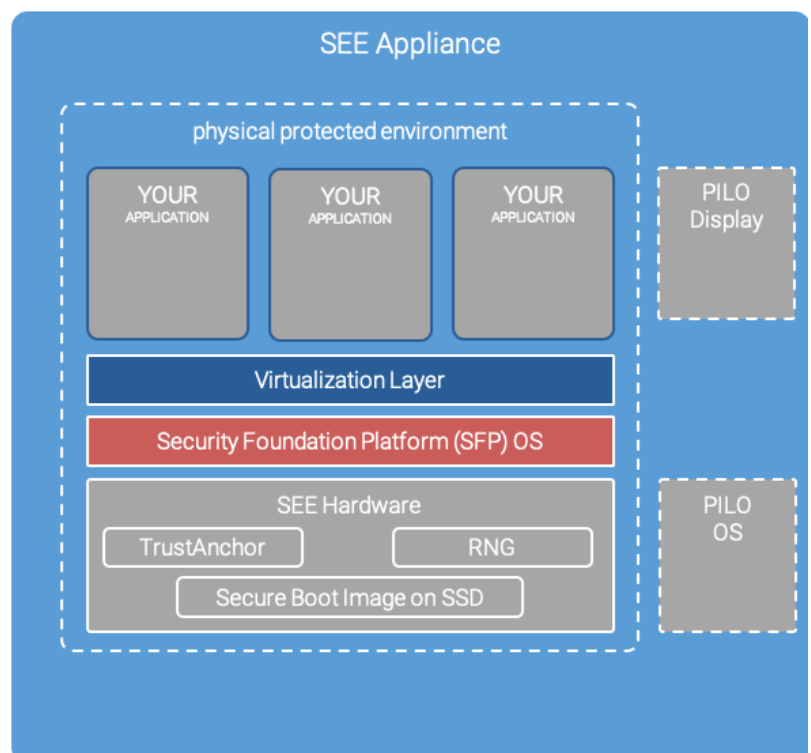 SEE Appliance
physical protected environment
YOUR
APPLICATION
YOUR
APPLICATION
YOUR
APPLICATION
PILO
Display
Virtualization Layer
Security Foundation Platform (SFP) OS
SEE Hardware
TrustAnchor
RNG
Secure Boot Image on SSD
PILO
OS